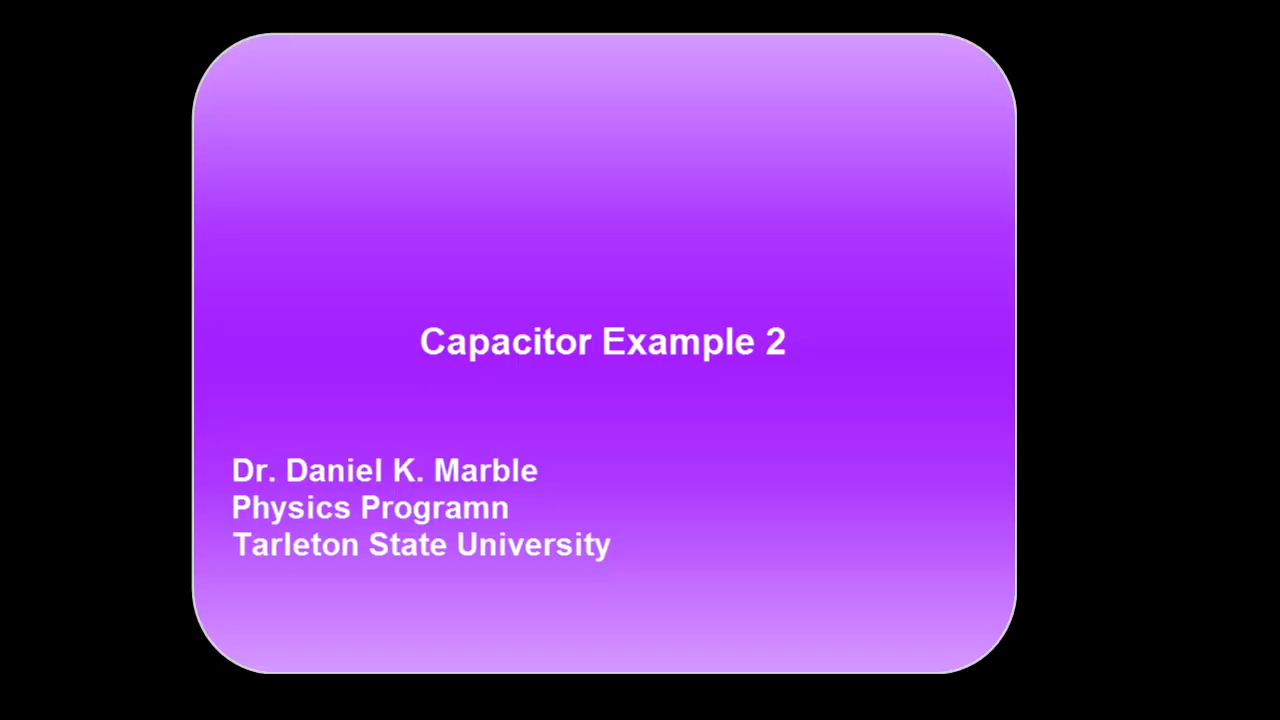 Capacitor Example 2
Dr. Daniel K. Marble
Physics Programn
Tarleton State University